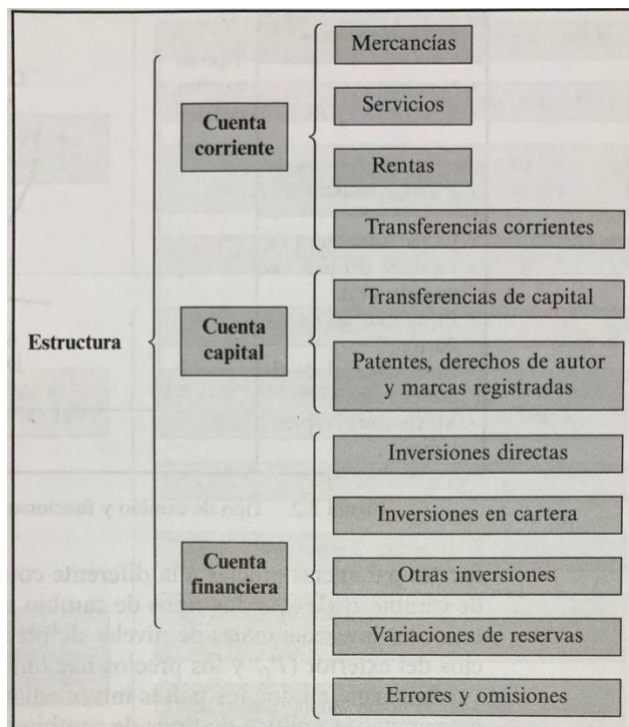 Estructura
Cuenta
corriente
Mercancías
Servicios
Rentas
Transferencias corrientes
Cuenta
capital
Transferencias de capital
Patentes, derechos de autor
y marcas registradas
Cuenta
financiera
Inversiones directas
Inversiones en cartera
Otras inversiones
Variaciones de reservas
Errores y omisiones